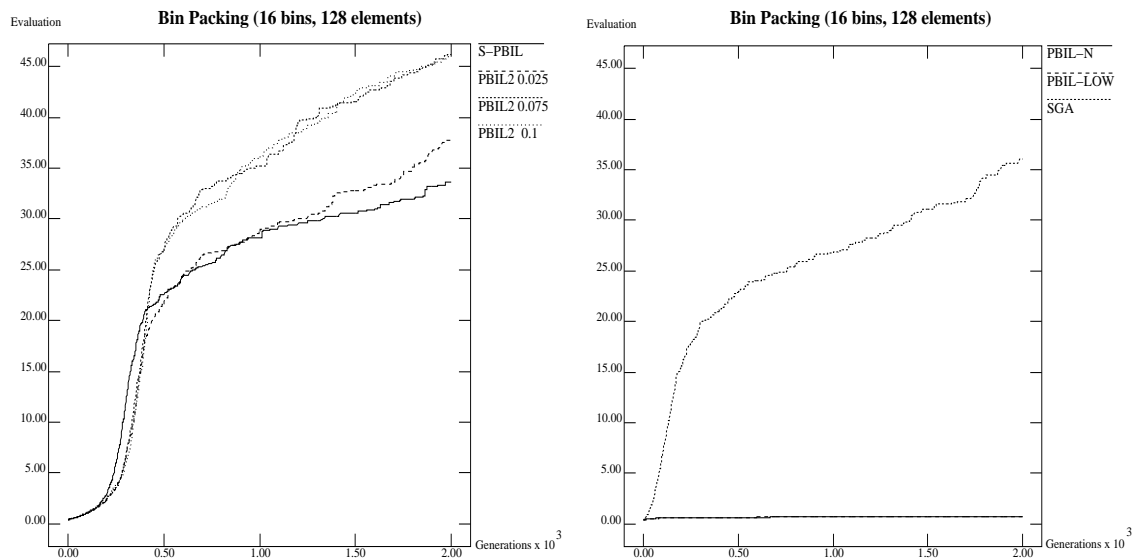 Bin Packing (16 bins, 128 elements)
Evaluation
S-PBIL
PBIL2 0.025
PBIL2 0.075
PBIL2 0.1
45.00
40.00
35.00
30.00
25.00
20.00
15.00
10.00
5.00
0.00
0.00 0.50 1.00 1.50 2.00
Generations x 10 3
Bin Packing (16 bins, 128 elements)
Evaluation
PBIL-N
PBIL-LOW
SGA
45.00
40.00
35.00
30.00
25.00
20.00
15.00
10.00
5.00
0.00
0.00 0.50 1.00 1.50 2.00
Generations x 10 3